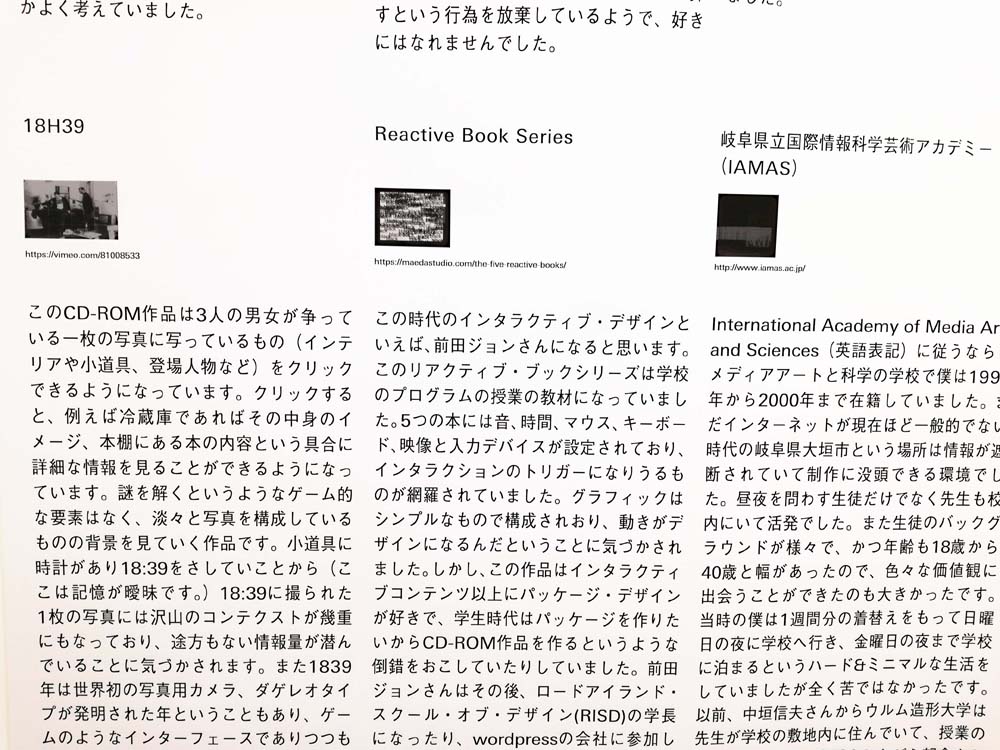 かよく考えていました。
18H39
https://vimeo.com/81008533
このCD-ROM作品は3人の男女が争って
いる一枚の写真に写っているもの（インテ
リアや小道具、登場人物など）をクリック
できるようになっています。クリックする
と、例えば冷蔵庫であればその中身のイ
メージ、本棚にある本の内容という具合に
詳細な情報を見ることができるようになっ
ています。謎を解くというようなゲーム的
な要素はなく、淡々と写真を構成している
ものの背景を見ていく作品です。小道具に
時計があり18:39をさしていことから（こ
こは記憶が曖昧です。）18:39に撮られた
1枚の写真には沢山のコンテクストが幾重
にもなっており、途方もない情報量が潜ん
でいることに気づかされます。また1839
年は世界初の写真用カメラ、ダゲレオタイ
プが発明された年ということもあり、ゲー
ムのようなインターフェースでありつつも
すという行為を放棄しているようで、好き
にはなれませんでした。
Reactive Book Series
https://maedastudio.com/the-five-reactive-books/
この時代のインタラクティブ・デザインと
いえば、前田ジョンさんになると思います。
このリアクティブ・ブックシリーズは学校
のプログラムの授業の教材になっていまし
た。5つの本には音、時間、マウス、キーボー
ド、映像と入力デバイスが設定されており、
インタラクションのトリガーになりうるも
のが網羅されていました。グラフィックは
シンプルなもので構成されおり、動きがデ
ザインになるんだということに気づかされ
ました。しかし、この作品はインタラクティ
ブコンテンツ以上にパッケージ・デザイン
が好きで、学生時代はパッケージを作りた
いからCD-ROM作品を作るというような
倒錯をおこしていたりしていました。前田
ジョンさんはその後、ロードアイランド・
スクール・オブ・デザイン(RISD)の学長
になったり、wordpressの会社に参加し
ました。
岐阜県立国際情報科学芸術アカデミー
（IAMAS）
http://www.iamas.ac.jp/
International Academy of Media Ar
and Sciences（英語表記）に従うなら
メディアアートと科学の学校で僕は199
年から2000年まで在籍していました。ま
だインターネットが現在ほど一般的でない
時代の岐阜県大垣市という場所は情報が遮
断されていて制作に没頭できる環境でし
た。昼夜を問わず生徒だけでなく先生も校
内にいて活発でした。また生徒のバックグ
ラウンドが様々で、かつ年齢も18歳から
40歳と幅があったので、色々な価値観に
出会うことができたのも大きかったです。
当時の僕は1週間分の着替えをもって日曜
日の夜に学校へ行き、金曜日の夜まで学校
に泊まるというハード&ミニマルな生活を
していましたが全く苦ではなかったです。
以前、中垣信夫さんからウルム造形大学は
先生が学校の敷地内に住んでいて、授業の